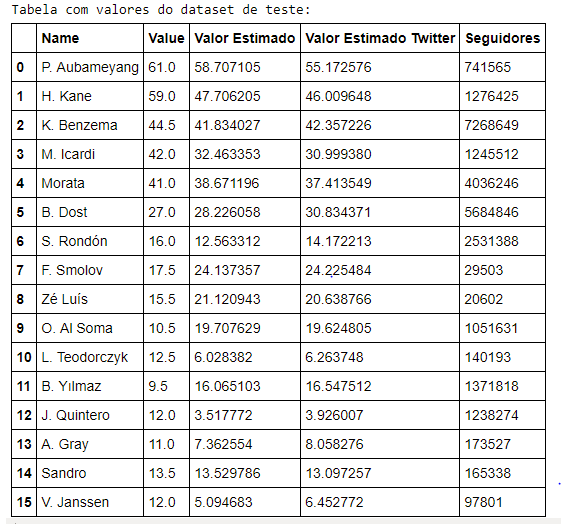 Tabela com valores do dataset de teste:
Name Value Valor Estimado Valor Estimado Twitter Seguidores
0 P. Aubameyang 61.0 58.707105 55.172576 741565
1 H. Kane 59.0 47.706205 46.009648 1276425
2 K. Benzema 44.5 41.834027 42.357226 7268649
3 M. Icardi 42.0 32.463353 30.999380 1245512
4 Morata 41.0 38.671196 37.413549 4036246
5 B. Dost 27.0 28.226058 30.834371 5684846
6 S. Rondón 16.0 12.563312 14.172213 2531388
7 F. Smolov 17.5 24.137357 24.225484 29503
8 Zé Luís 15.5 21.120943 20.638766 20602
9 O. Al Soma 10.5 19.707629 19.624805 1051631
10 L. Teodorczyk 12.5 6.028382 6.263748 140193
11 B. Yılmaz 9.5 16.065103 16.547512 1371818
12 J. Quintero 12.0 3.517772 3.926007 1238274
13 A. Gray 11.0 7.362554 8.058276 173527
14 Sandro 13.5 13.529786 13.097257 165338
15 V. Janssen 12.0 5.094683 6.452772 97801